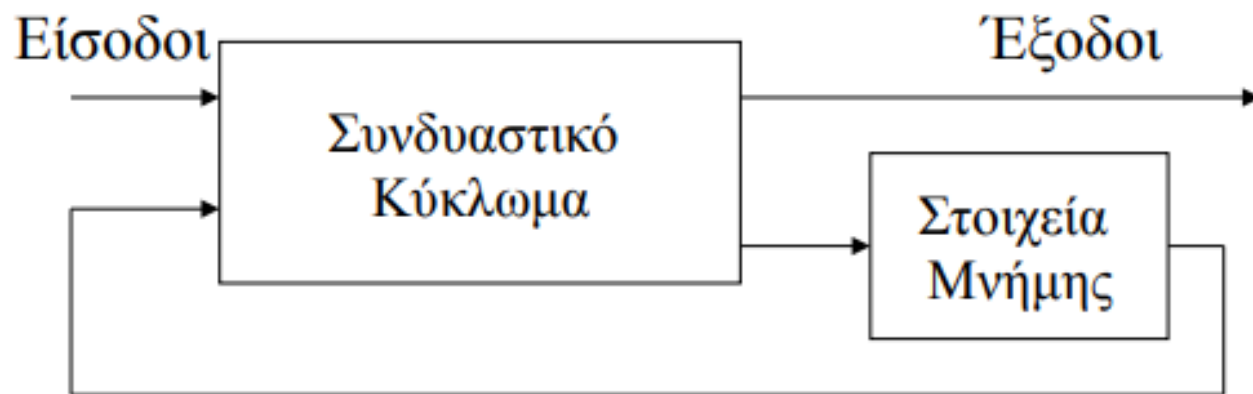 Είσοδοι
Έξοδοι
Συνδυαστικό
Κύκλωμα
Στοιχεία
Μνήμης